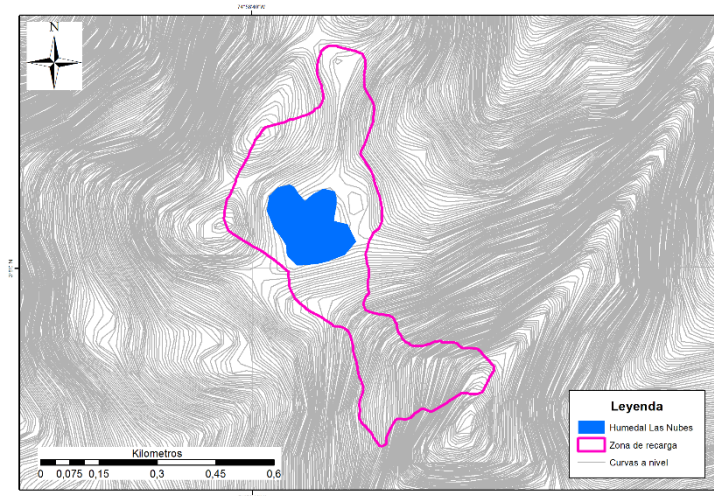 N
Leyenda
Humedal Las Nubes
Zona de recarga
Curvas a nivel
Kilometros
0 0,075 0,15 0,3 0,45 0,6